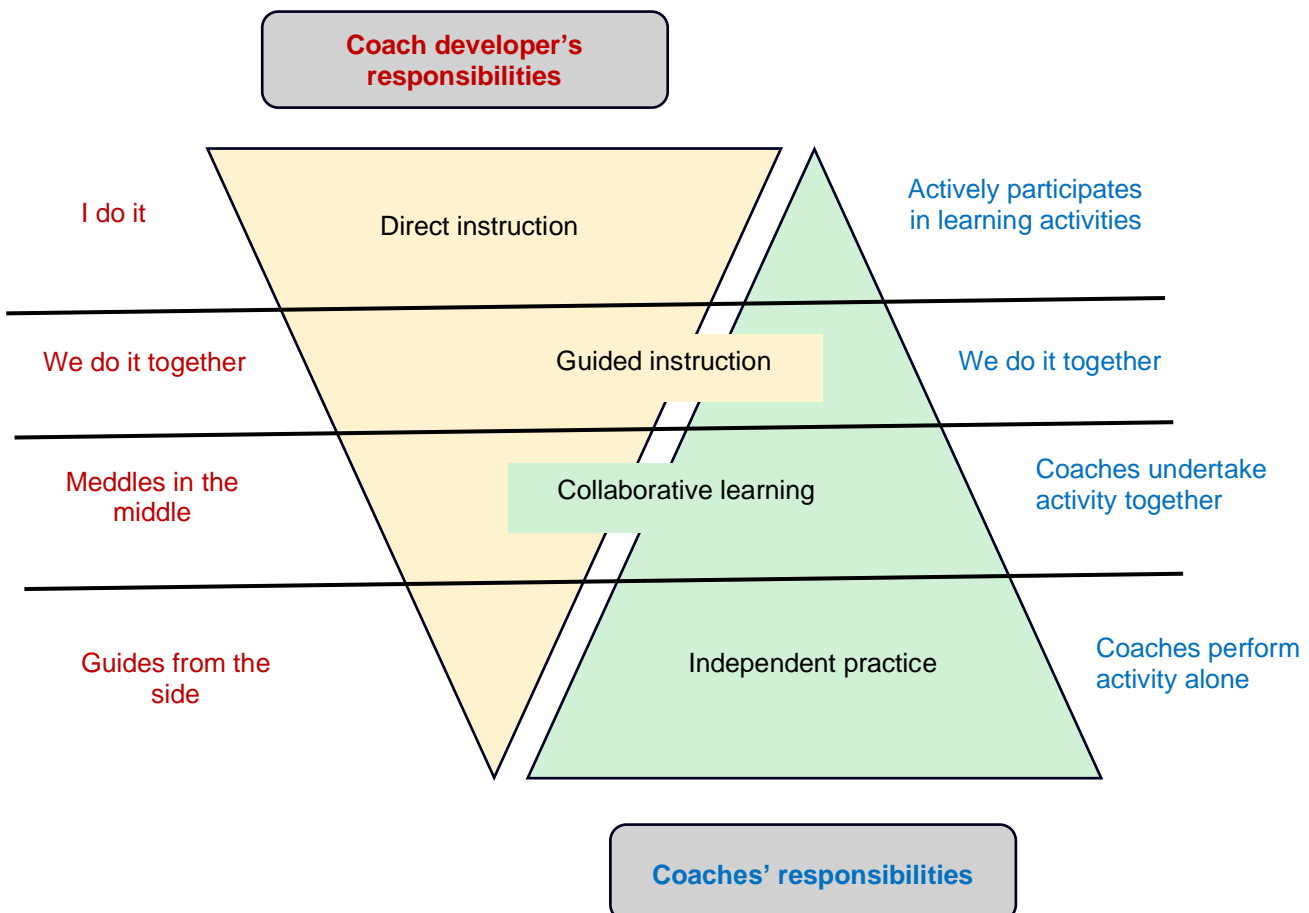 Coach developer’s
responsibilities
I do it
Direct instruction
Actively participates
in learning activities
We do it together
Guided instruction
We do it together
Meddles in the
middle
Collaborative learning
Coaches undertake
activity together
Guides from the
side
Independent practice
Coaches perform
activity alone
Coaches’ responsibilities